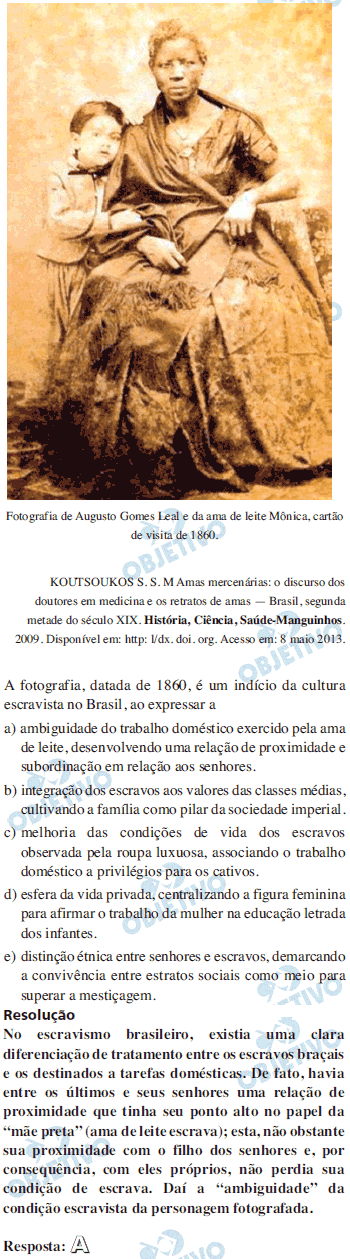 Fotografia de Augusto Gomes Leal e da ama de leite Mônica, cartão
de visita de 1860.
KOUTSOUKOS S. S. M Amas mercenárias: o discurso dos
doutores em medicina e os retratos de amas — Brasil, segunda
metade do século XIX. História, Ciência, Saúde-Manguinhos.
2009. Disponível em: http: l/dx. doi. org. Acesso em: 8 maio 2013.
A fotografia, datada de 1860, é um indício da cultura
escravista no Brasil, ao expressar a
a) ambiguidade do trabalho doméstico exercido pela ama
de leite, desenvolvendo uma relação de proximidade e
subordinação em relação aos senhores.
b) integração dos escravos aos valores das classes médias,
cultivando a família como pilar da sociedade imperial.
c) melhoria das condições de vida dos escravos
observada pela roupa luxuosa, associando o trabalho
doméstico a privilégios para os cativos.
d) esfera da vida privada, centralizando a figura feminina
para afirmar o trabalho da mulher na educação letrada
dos infantes.
e) distinção étnica entre senhores e escravos, demarcando
a convivência entre estratos sociais como meio para
superar a mestiçagem.
Resolução
No escravismo brasileiro, existia uma clara
diferenciação de tratamento entre os escravos braçais
e os destinados a tarefas domésticas. De fato, havia
entre os últimos e seus senhores uma relação de
proximidade que tinha seu ponto alto no papel da
“mãe preta” (ama de leite escrava); esta, não obstante
sua proximidade com o filho dos senhores e, por
consequência, com eles próprios, não perdia sua
condição de escrava. Daí a “ambiguidade” da
condição escravista da personagem fotografada.
Resposta: A
OBJETIVO